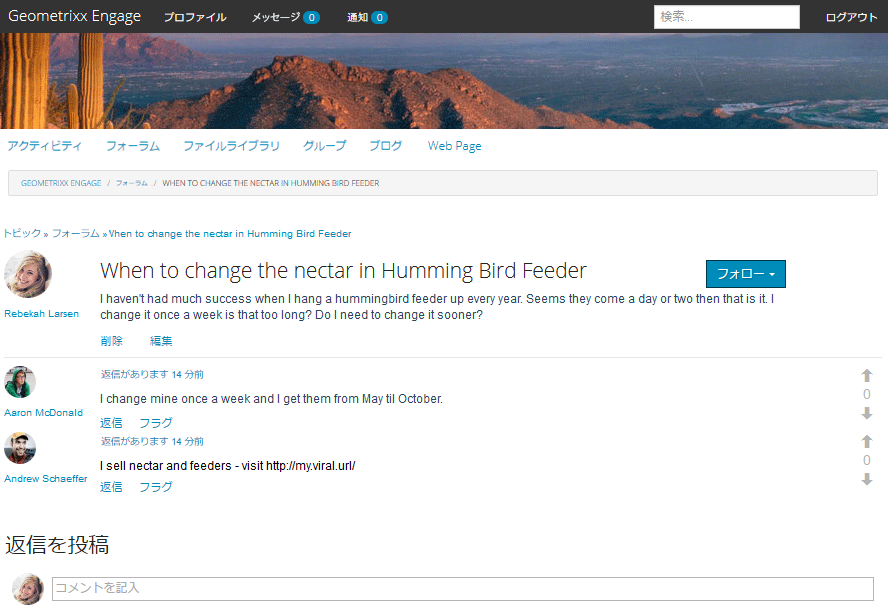 Geometrixx Engage プロファイル メッセージ 0 通知 0 検索... ログアウト
アクティビティ フォーラム ファイルライブラリ グループ ブログ Web Page
GEOMETRIXX ENGAGE / フォーラム / WHEN TO CHANGE THE NECTAR IN HUMMING BIRD FEEDER
トピック » フォーラム » When to change the nectar in Humming Bird Feeder
When to change the nectar in Humming Bird Feeder
フォロー
I haven't had much success when I hang a hummingbird feeder up every year. Seems they come a day or two then that is it. I
change it once a week is that too long? Do I need to change it sooner?
Rebekah Larsen
削除 編集
返信があります 14 分前
I change mine once a week and I get them from May til October.
0
Aaron McDonald
返信 フラグ
返信があります 14 分前
I sell nectar and feeders - visit http://my.viral.url/
0
Andrew Schaeffer
返信 フラグ
返信を投稿
コメントを記入